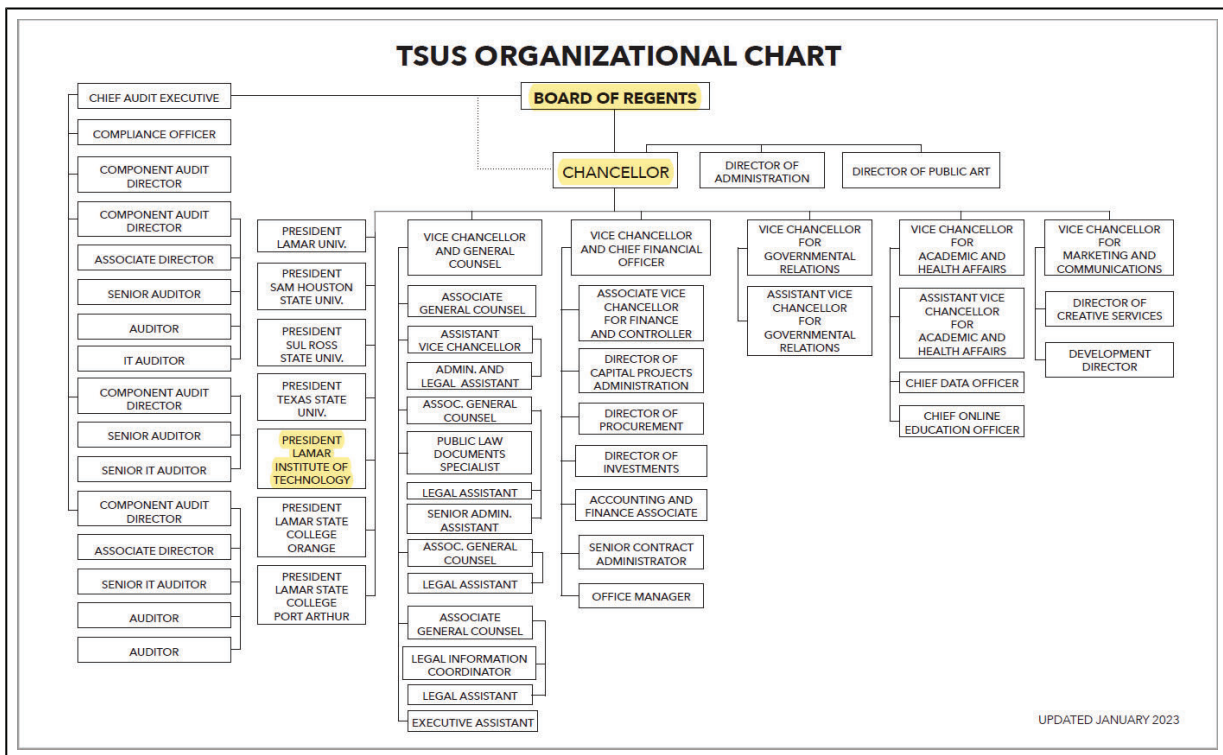 TSUS ORGANIZATIONAL CHART
BOARD OF REGENTS
CHANCELLOR
DIRECTOR OF
ADMINISTRATION
DIRECTOR OF PUBLIC ART
CHIEF AUDIT EXECUTIVE
COMPLIANCE OFFICER
COMPONENT AUDIT
DIRECTOR
COMPONENT AUDIT
DIRECTOR
ASSOCIATE DIRECTOR
SENIOR AUDITOR
AUDITOR
IT AUDITOR
COMPONENT AUDIT
DIRECTOR
SENIOR AUDITOR
SENIOR IT AUDITOR
COMPONENT AUDIT
DIRECTOR
ASSOCIATE DIRECTOR
SENIOR IT AUDITOR
AUDITOR
AUDITOR
PRESIDENT
LAMAR UNIV.
PRESIDENT
SAM HOUSTON
STATE UNIV.
PRESIDENT
SUL ROSS
STATE UNIV.
PRESIDENT
TEXAS STATE
UNIV.
PRESIDENT
LAMAR
INSTITUTE OF
TECHNOLOGY
PRESIDENT
LAMAR STATE
COLLEGE
ORANGE
PRESIDENT
LAMAR STATE
COLLEGE
PORT ARTHUR
VICE CHANCELLOR
AND GENERAL
COUNSEL
ASSOCIATE
GENERAL COUNSEL
ASSISTANT
VICE CHANCELLOR
ADMIN. AND
LEGAL ASSISTANT
ASSOC. GENERAL
COUNSEL
PUBLIC LAW
DOCUMENTS
SPECIALIST
LEGAL ASSISTANT
SENIOR ADMIN.
ASSISTANT
ASSOC. GENERAL
COUNSEL
LEGAL ASSISTANT
ASSOCIATE
GENERAL COUNSEL
LEGAL INFORMATION
COORDINATOR
LEGAL ASSISTANT
EXECUTIVE ASSISTANT
VICE CHANCELLOR
AND CHIEF FINANCIAL
OFFICER
ASSOCIATE VICE
CHANCELLOR
FOR FINANCE
AND CONTROLLER
DIRECTOR OF
CAPITAL PROJECTS
ADMINISTRATION
DIRECTOR OF
PROCUREMENT
DIRECTOR OF
INVESTMENTS
ACCOUNTING AND
FINANCE ASSOCIATE
SENIOR CONTRACT
ADMINISTRATOR
OFFICE MANAGER
VICE CHANCELLOR
FOR
GOVERNMENTAL
RELATIONS
ASSISTANT VICE
CHANCELLOR
FOR
GOVERNMENTAL
RELATIONS
VICE CHANCELLOR
FOR
ACADEMIC AND
HEALTH AFFAIRS
ASSISTANT VICE
CHANCELLOR
FOR
ACADEMIC AND
HEALTH AFFAIRS
CHIEF DATA OFFICER
CHIEF ONLINE
EDUCATION OFFICER
VICE CHANCELLOR
FOR
MARKETING AND
COMMUNICATIONS
DIRECTOR OF
CREATIVE SERVICES
DEVELOPMENT
DIRECTOR
UPDATED JANUARY 2023